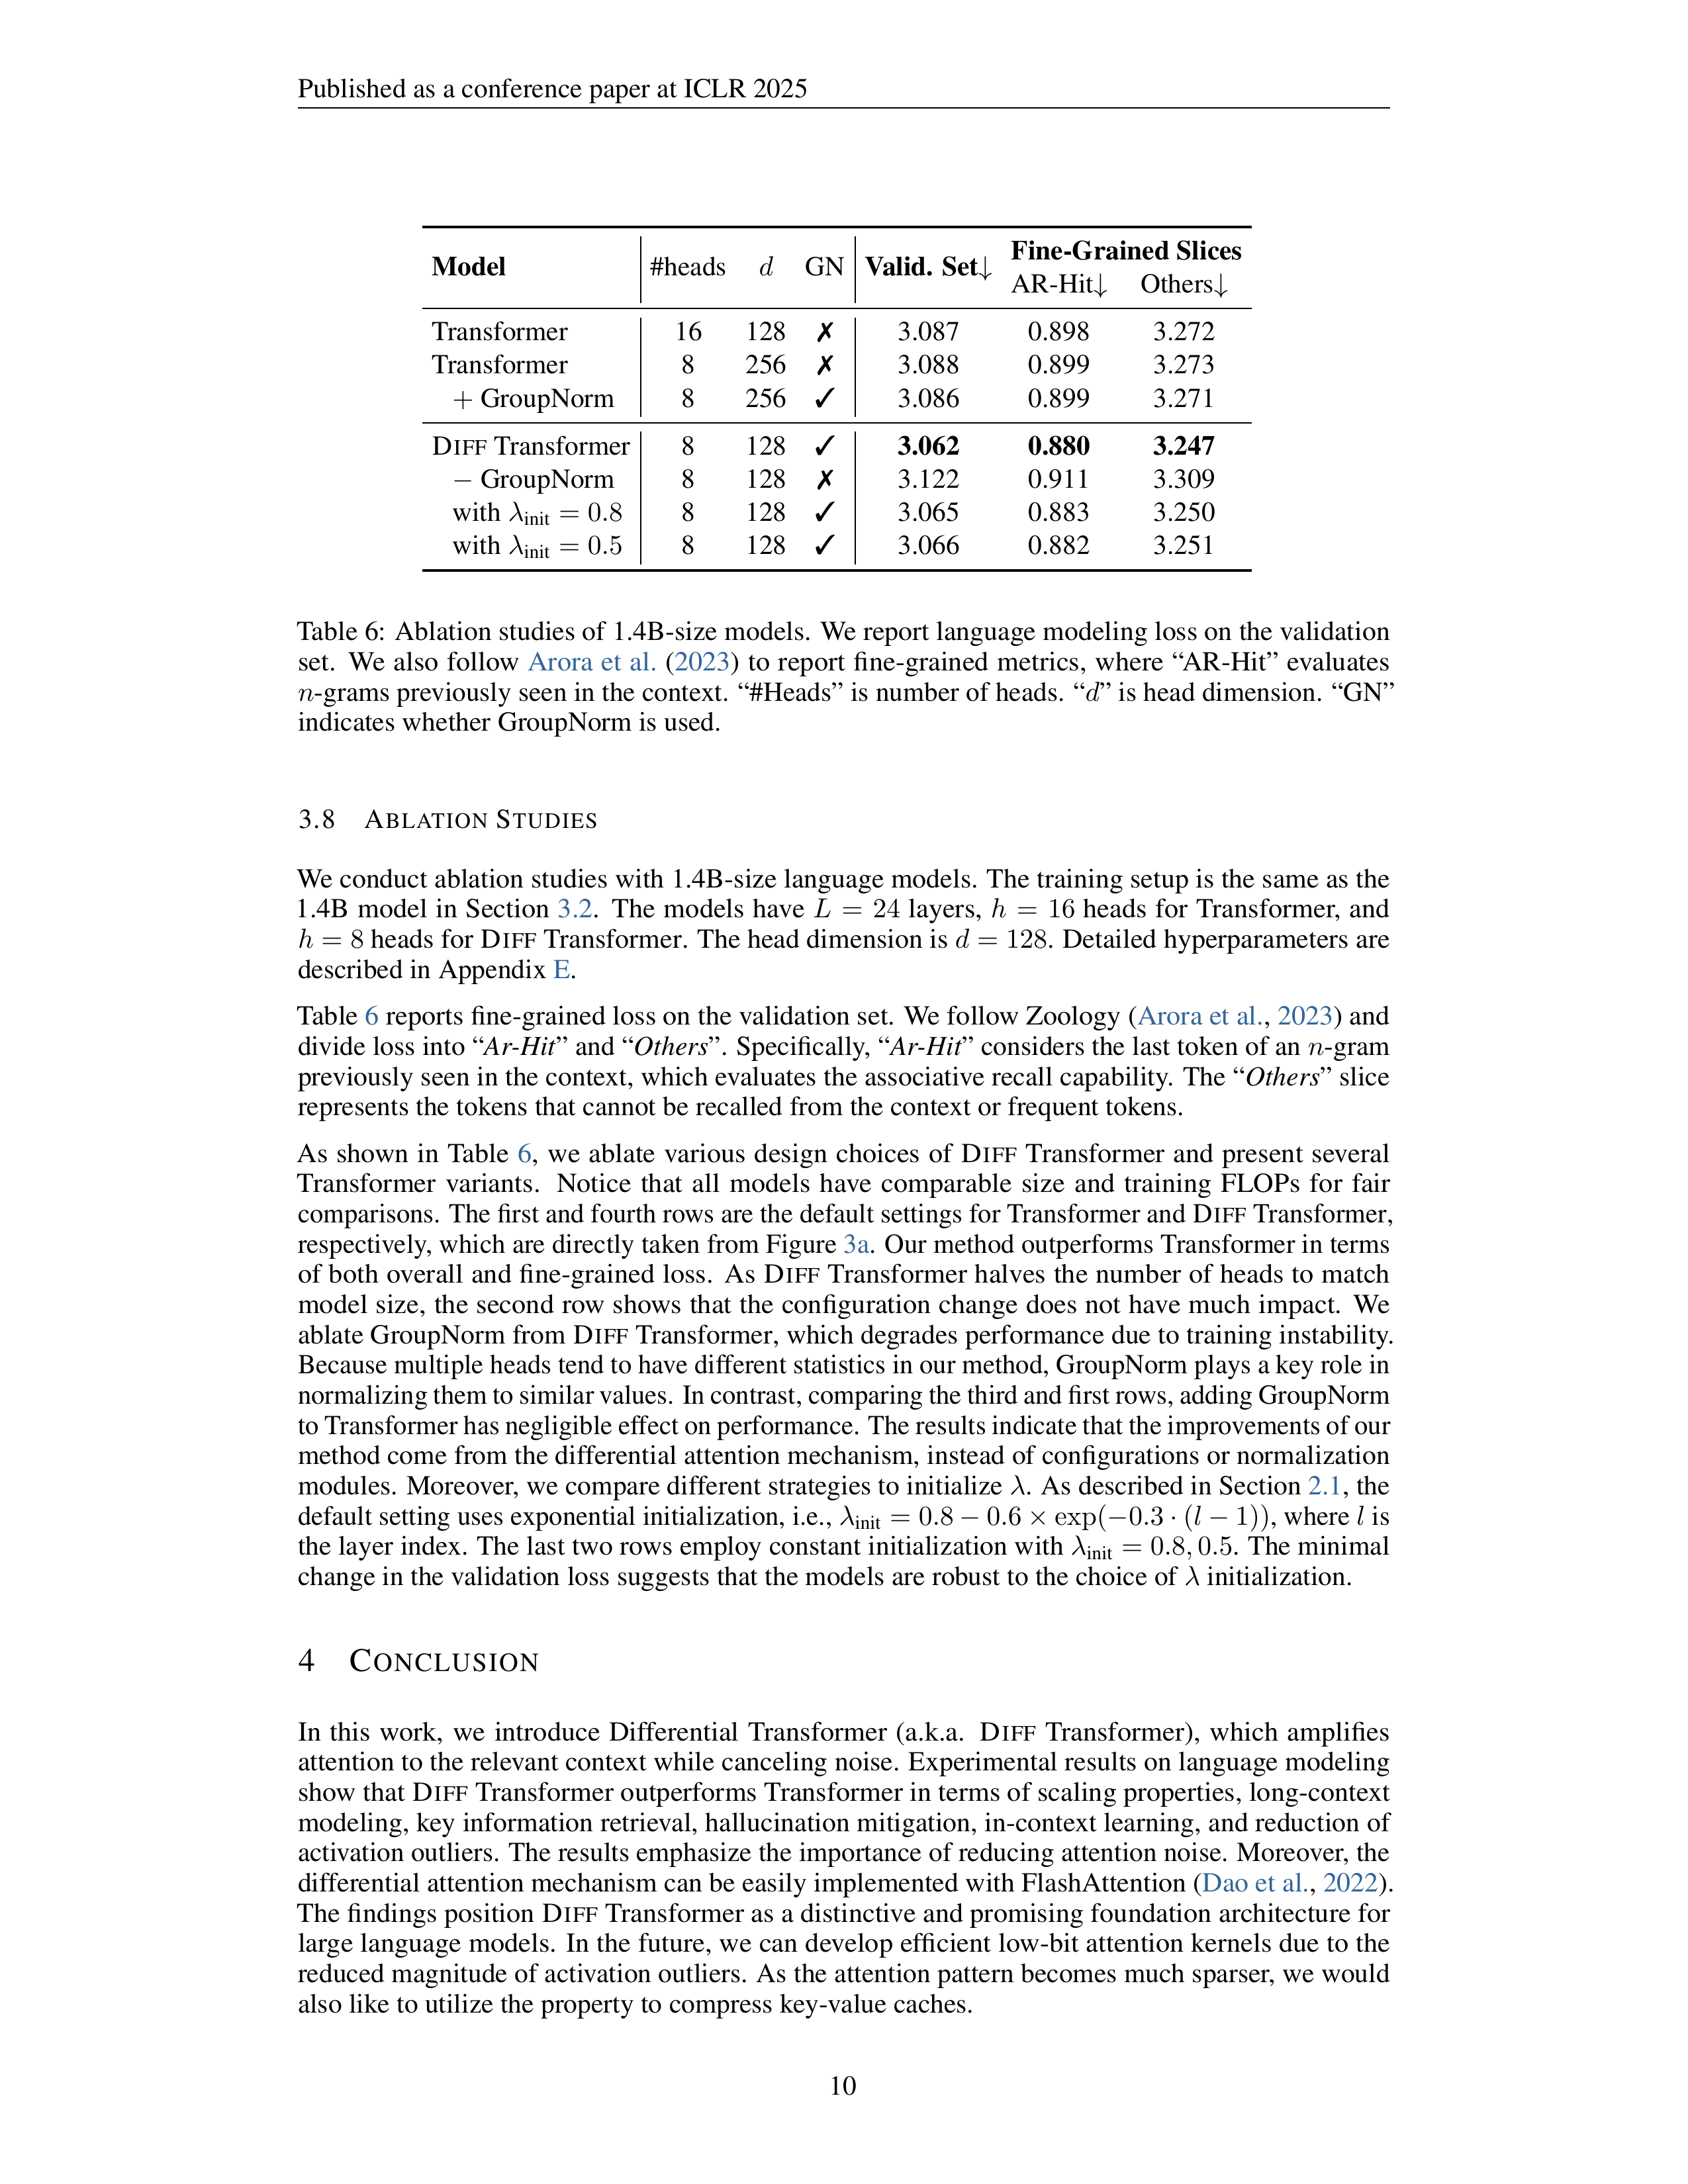 Published as a conference paper at ICLR 2025
Model #heads d GN Valid. Set↓ Fine-Grained Slices
AR-Hit↓ Others↓
Transformer 16 128 ✗ 3.087 0.898 3.272
Transformer 8 256 ✗ 3.088 0.899 3.273
+ GroupNorm 8 256 ✓ 3.086 0.899 3.271
DIFF Transformer 8 128 ✓ 3.062 0.880 3.247
− GroupNorm 8 128 ✗ 3.122 0.911 3.309
with λinit = 0.8 8 128 ✓ 3.065 0.883 3.250
with λinit = 0.5 8 128 ✓ 3.066 0.882 3.251
Table 6: Ablation studies of 1.4B-size models. We report language modeling loss on the validation
set. We also follow Arora et al. (2023) to report fine-grained metrics, where “AR-Hit” evaluates
n-grams previously seen in the context. “#Heads” is number of heads. “d” is head dimension. “GN”
indicates whether GroupNorm is used.
3.8 ABLATION STUDIES
We conduct ablation studies with 1.4B-size language models. The training setup is the same as the
1.4B model in Section 3.2. The models have L = 24 layers, h = 16 heads for Transformer, and
h = 8 heads for DIFF Transformer. The head dimension is d = 128. Detailed hyperparameters are
described in Appendix E.
Table 6 reports fine-grained loss on the validation set. We follow Zoology (Arora et al., 2023) and
divide loss into “Ar-Hit” and “Others”. Specifically, “Ar-Hit” considers the last token of an n-gram
previously seen in the context, which evaluates the associative recall capability. The “Others” slice
represents the tokens that cannot be recalled from the context or frequent tokens.
As shown in Table 6, we ablate various design choices of DIFF Transformer and present several
Transformer variants. Notice that all models have comparable size and training FLOPs for fair
comparisons. The first and fourth rows are the default settings for Transformer and DIFF Transformer,
respectively, which are directly taken from Figure 3a. Our method outperforms Transformer in terms
of both overall and fine-grained loss. As DIFF Transformer halves the number of heads to match
model size, the second row shows that the configuration change does not have much impact. We
ablate GroupNorm from DIFF Transformer, which degrades performance due to training instability.
Because multiple heads tend to have different statistics in our method, GroupNorm plays a key role in
normalizing them to similar values. In contrast, comparing the third and first rows, adding GroupNorm
to Transformer has negligible effect on performance. The results indicate that the improvements of our
method come from the differential attention mechanism, instead of configurations or normalization
modules. Moreover, we compare different strategies to initialize λ. As described in Section 2.1, the
default setting uses exponential initialization, i.e., λinit = 0.8 − 0.6 × exp(−0.3 · (l − 1)), where l is
the layer index. The last two rows employ constant initialization with λinit = 0.8, 0.5. The minimal
change in the validation loss suggests that the models are robust to the choice of λ initialization.
4 CONCLUSION
In this work, we introduce Differential Transformer (a.k.a. DIFF Transformer), which amplifies
attention to the relevant context while canceling noise. Experimental results on language modeling
show that DIFF Transformer outperforms Transformer in terms of scaling properties, long-context
modeling, key information retrieval, hallucination mitigation, in-context learning, and reduction of
activation outliers. The results emphasize the importance of reducing attention noise. Moreover, the
differential attention mechanism can be easily implemented with FlashAttention (Dao et al., 2022).
The findings position DIFF Transformer as a distinctive and promising foundation architecture for
large language models. In the future, we can develop efficient low-bit attention kernels due to the
reduced magnitude of activation outliers. As the attention pattern becomes much sparser, we would
also like to utilize the property to compress key-value caches.
10